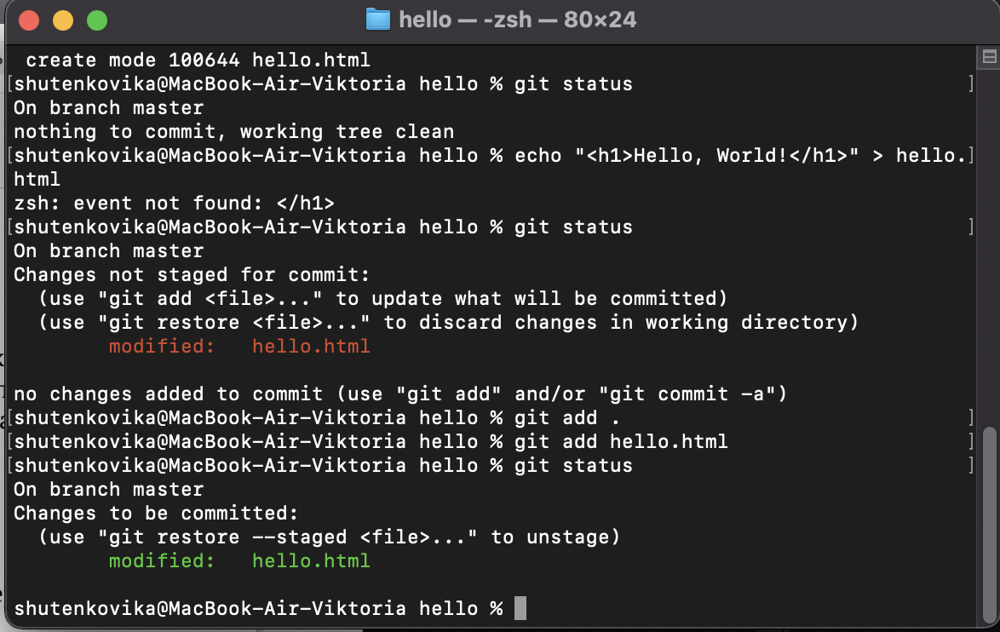 hello — -zsh — 80×24
 create mode 100644 hello.html
[shutenkovika@MacBook-Air-Viktoria hello % git status ]
On branch master
nothing to commit, working tree clean
[shutenkovika@MacBook-Air-Viktoria hello % echo "<h1>Hello, World!</h1>" > hello.]
html
zsh: event not found: </h1>
[shutenkovika@MacBook-Air-Viktoria hello % git status ]
On branch master
Changes not staged for commit:
  (use "git add <file>..." to update what will be committed)
  (use "git restore <file>..." to discard changes in working directory)
        modified:   hello.html

no changes added to commit (use "git add" and/or "git commit -a")
[shutenkovika@MacBook-Air-Viktoria hello % git add . ]
[shutenkovika@MacBook-Air-Viktoria hello % git add hello.html ]
[shutenkovika@MacBook-Air-Viktoria hello % git status ]
On branch master
Changes to be committed:
  (use "git restore --staged <file>..." to unstage)
        modified:   hello.html

shutenkovika@MacBook-Air-Viktoria hello %